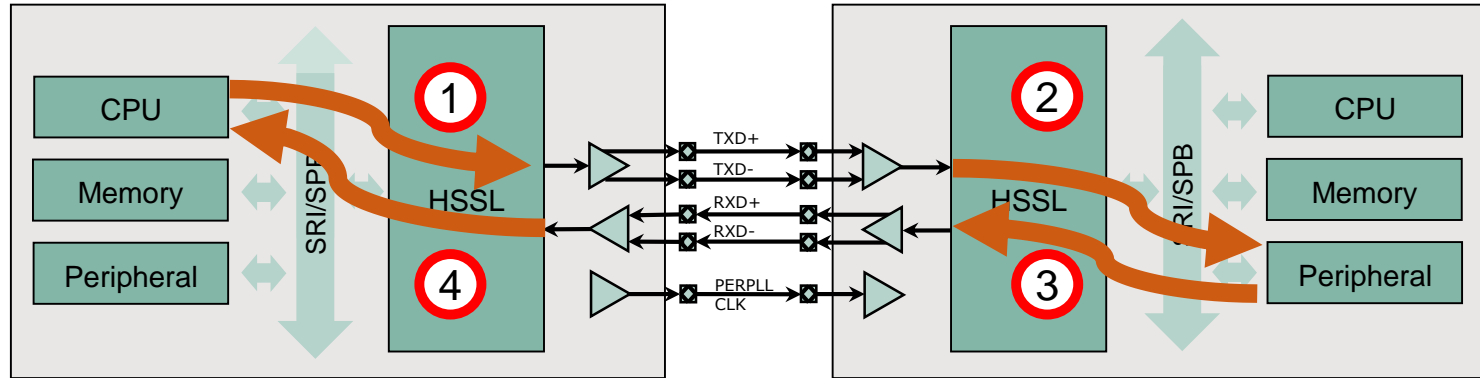 CPU
Memory
Peripheral
SRI/SPB
HSSL
1
4
TXD+
TXD-
RXD+
RXD-
PERPLL
CLK
2
3
HSSL
SRI/SPB
CPU
Memory
Peripheral